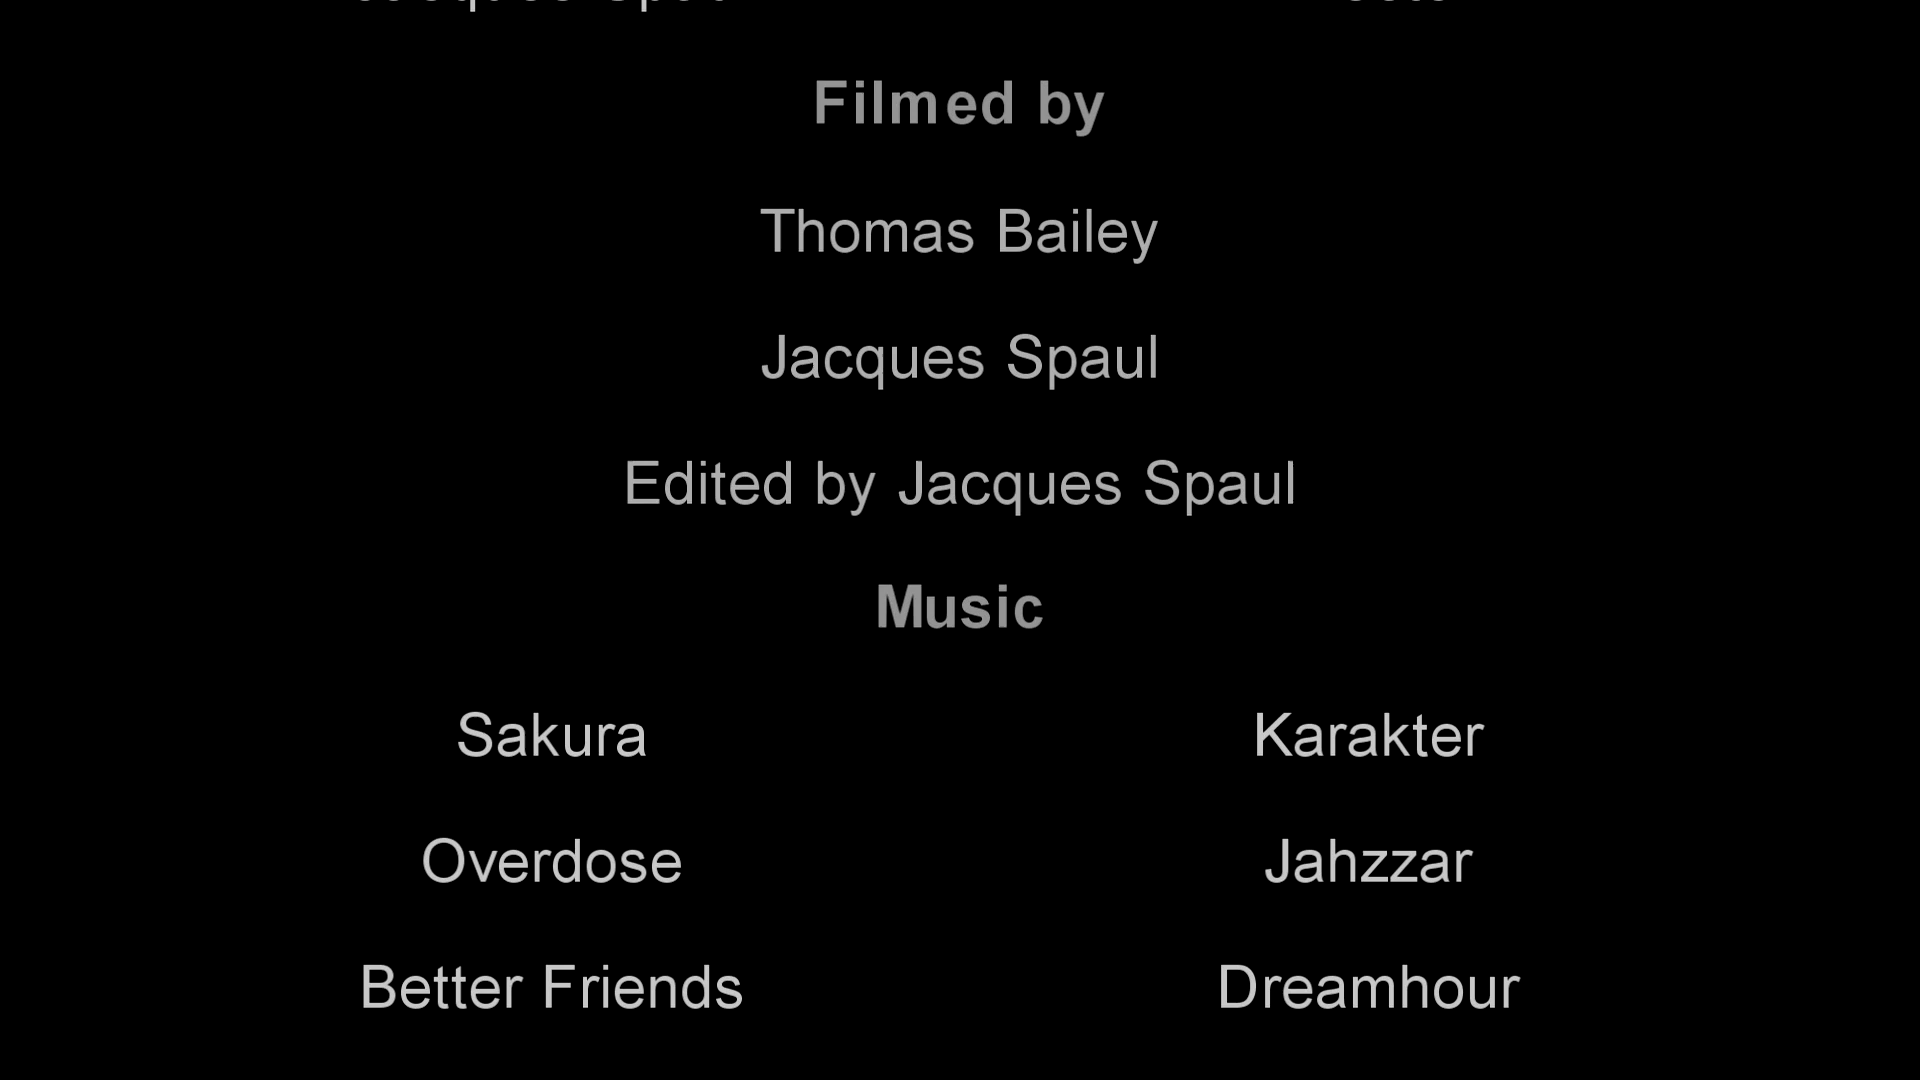 Filmed by
Thomas Bailey
Jacques Spaul
Edited by Jacques Spaul
Music
Sakura Karakter
Overdose Jahzzar
Better Friends Dreamhour